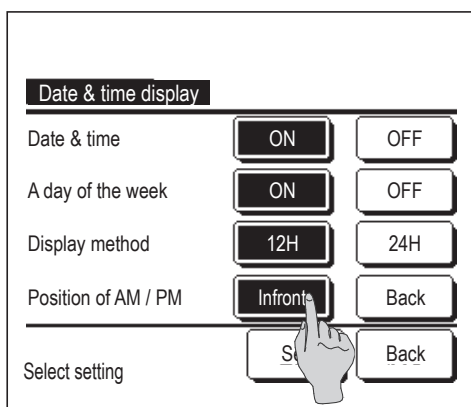 Date & time display
Date & time ON OFF
A day of the week ON OFF
Display method 12H 24H
Position of AM / PM Infront Back
Select setting Back